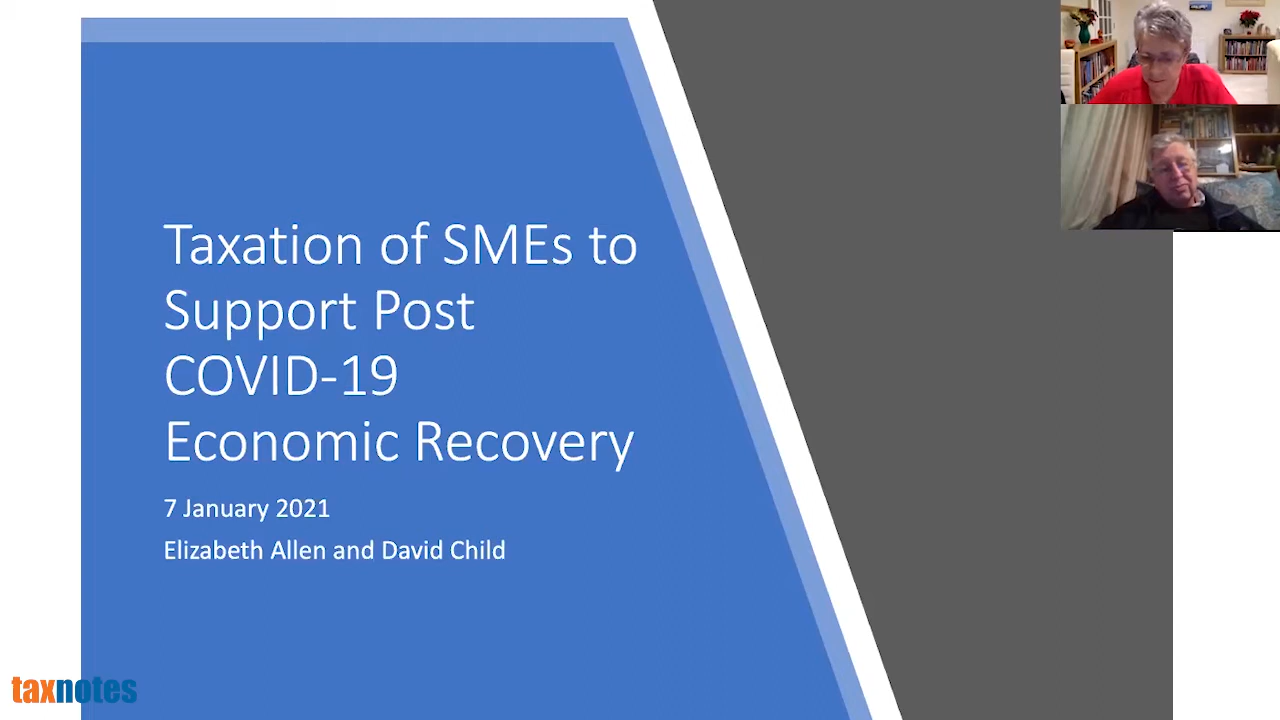 Taxation of SMEs to
Support Post
COVID-19
Economic Recovery
7 January 2021
Elizabeth Allen and David Child
taxnotes